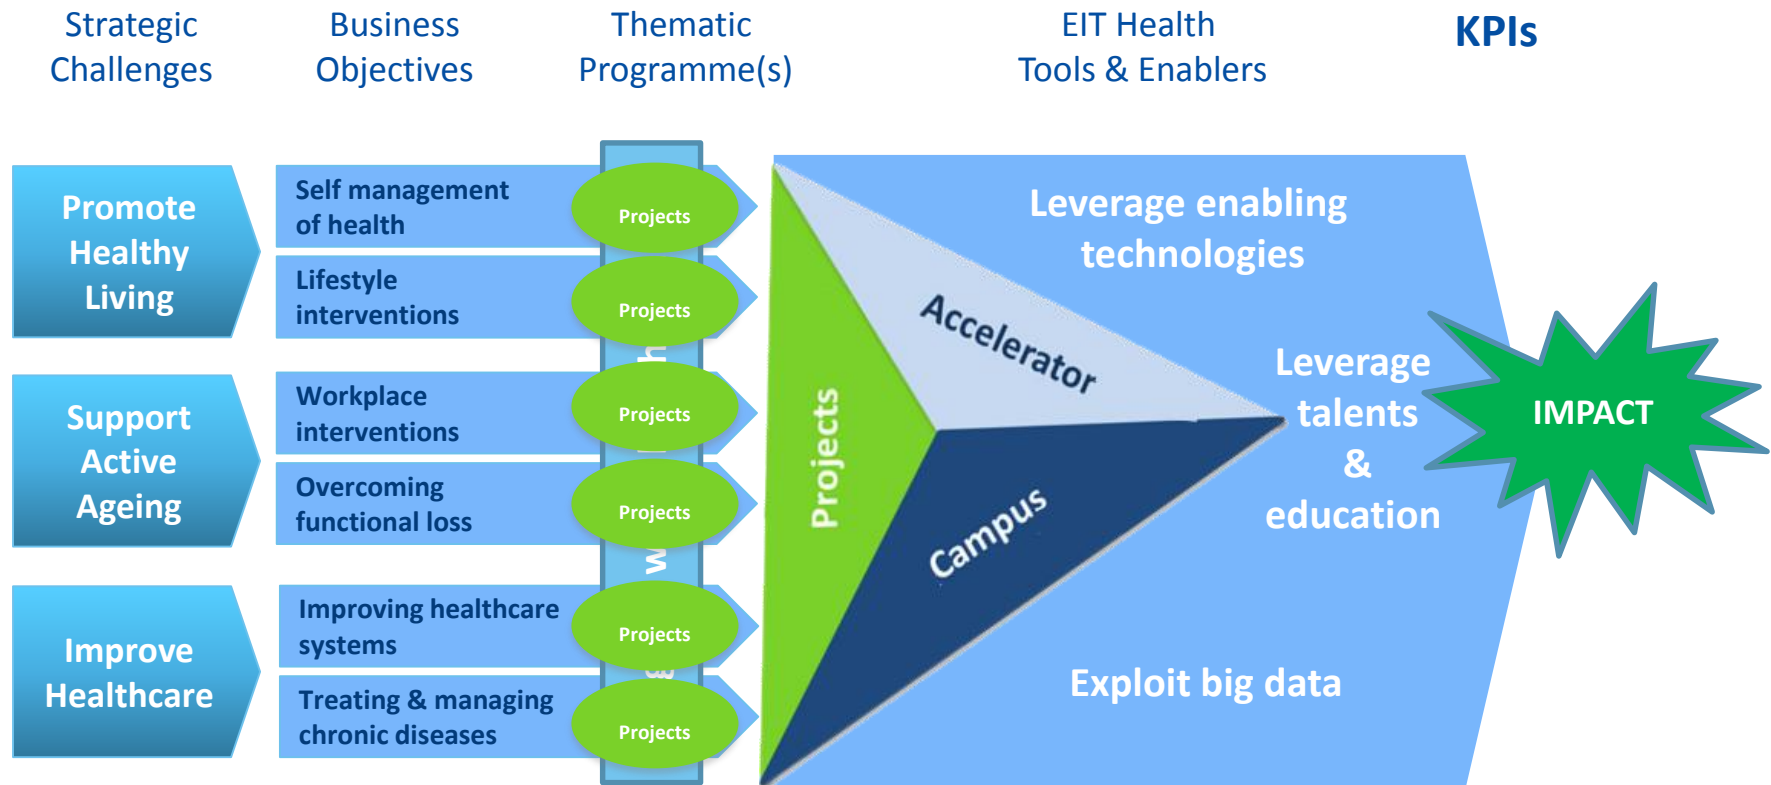 Strategic
Challenges
Business
Objectives
Thematic
Programme(s)
EIT Health
Tools & Enablers
KPIs
Promote
Healthy
Living
Self management
of health
Projects
Lifestyle
interventions
Projects
Support
Active
Ageing
Workplace
interventions
Projects
Overcoming
functional loss
Projects
Improve
Healthcare
Improving healthcare
systems
Projects
Treating & managing
chronic diseases
Projects
Projects
Accelerator
Campus
Leverage enabling
technologies
Leverage
talents
&
education
Exploit big data
IMPACT